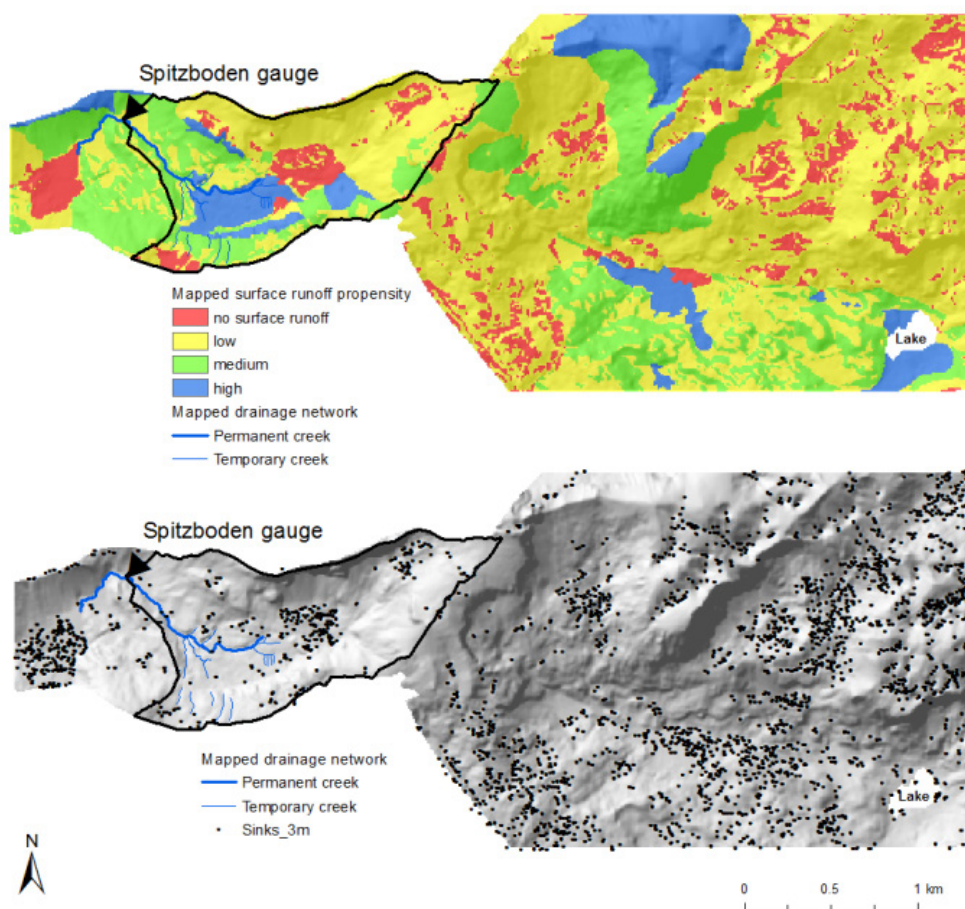 Spitzboden gauge
Mapped surface runoff propensity
no surface runoff
low
medium
high
Mapped drainage network
Permanent creek
Temporary creek
Lake
Spitzboden gauge
Mapped drainage network
Permanent creek
Temporary creek
Sinks_3m
Lake
N
0 0.5 1 km